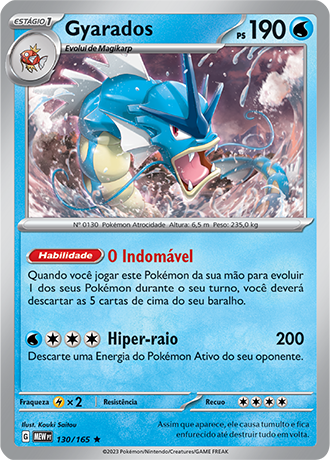 ESTÁGIO 1
Gyarados
PS 190
Evolui de Magikarp
Nº 0130 Pokémon Atrocidade Altura: 6,5 m Peso: 235,0 kg
Habilidade O Indomável
Quando você jogar este Pokémon da sua mão para evoluir
1 dos seus Pokémon durante o seu turno, você deverá
descartar as 5 cartas de cima do seu baralho.
Hiper-raio 200
Descarte uma Energia do Pokémon Ativo do seu oponente.
Fraqueza ×2 Resistência Recuo
Ilust. Kouki Saitou
G MEW PT 130/165 ★
Assim que aparece, ele causa tumulto e fica
enfurecido até destruir tudo em volta.
©2023 Pokémon/Nintendo/Creatures/GAME FREAK